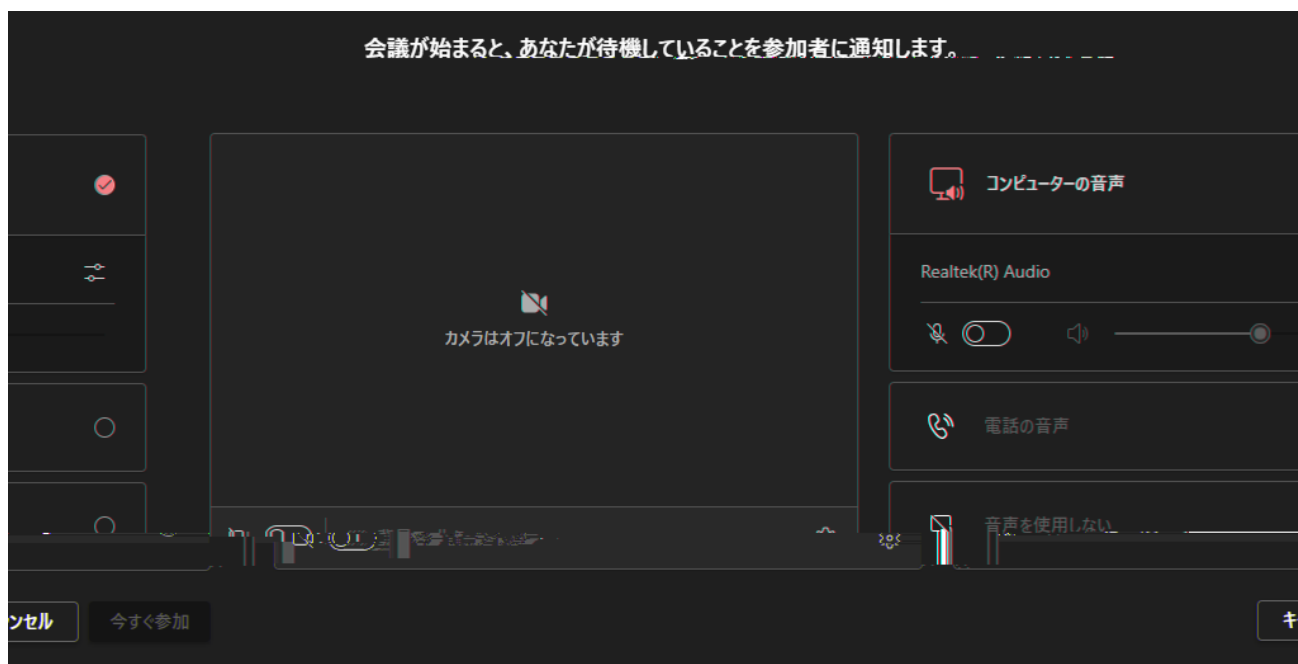 会議が始まると、あなたが待機していることを参加者に通知します。
コンピューターの音声
Realtek(R) Audio
カメラはオフになっています
電話の音声
音声を使用しない
ンセル
今すぐ参加
キ